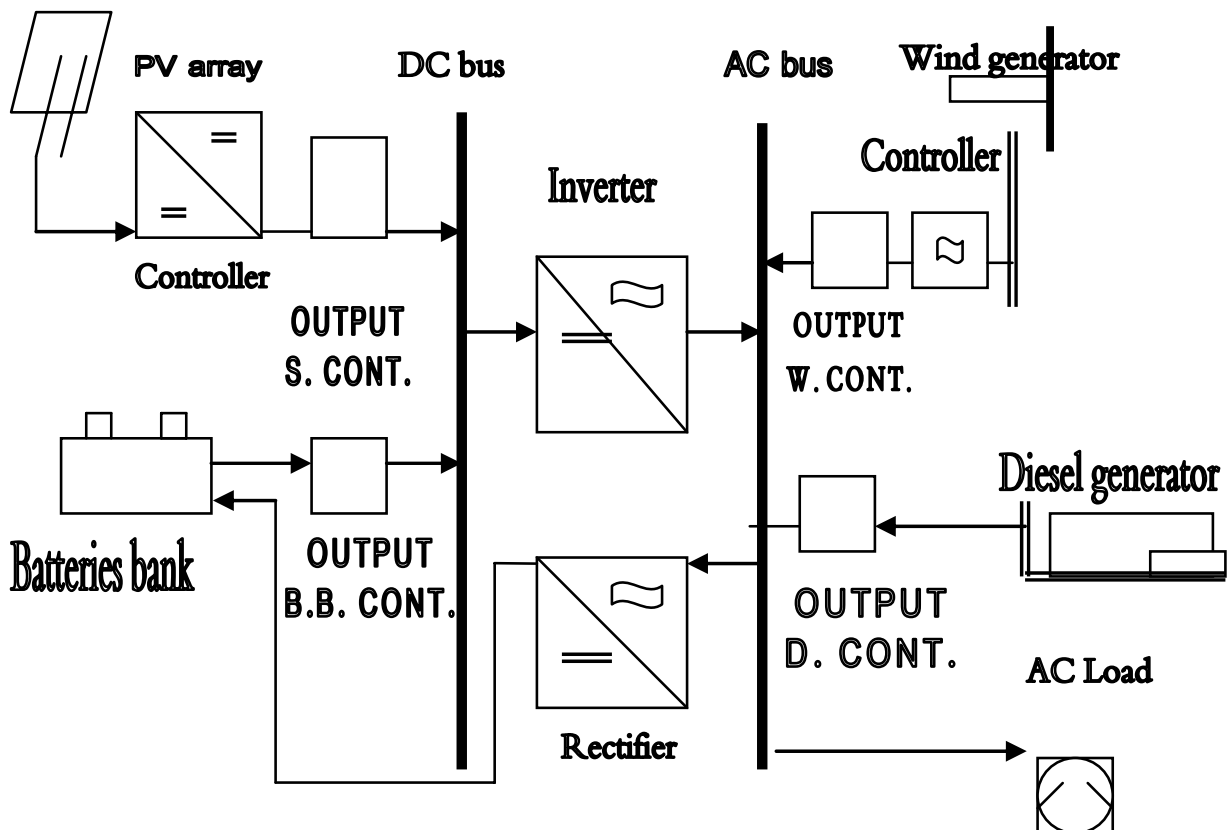 PV array
DC bus
AC bus
Wind generator
Controller
Inverter
Controller
OUTPUT
S. CONT.
OUTPUT
W. CONT.
Diesel generator
Batteries bank
OUTPUT
B.B. CONT.
OUTPUT
D. CONT.
AC Load
Rectifier